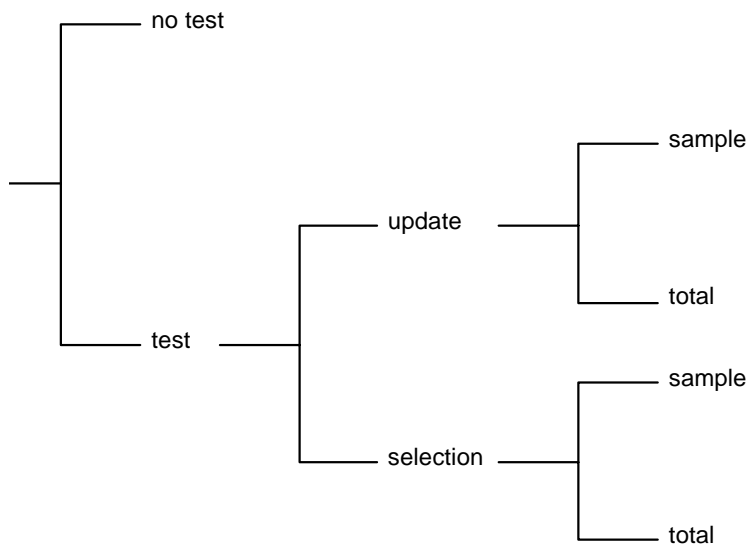 no test
sample
update
total
test
sample
selection
total